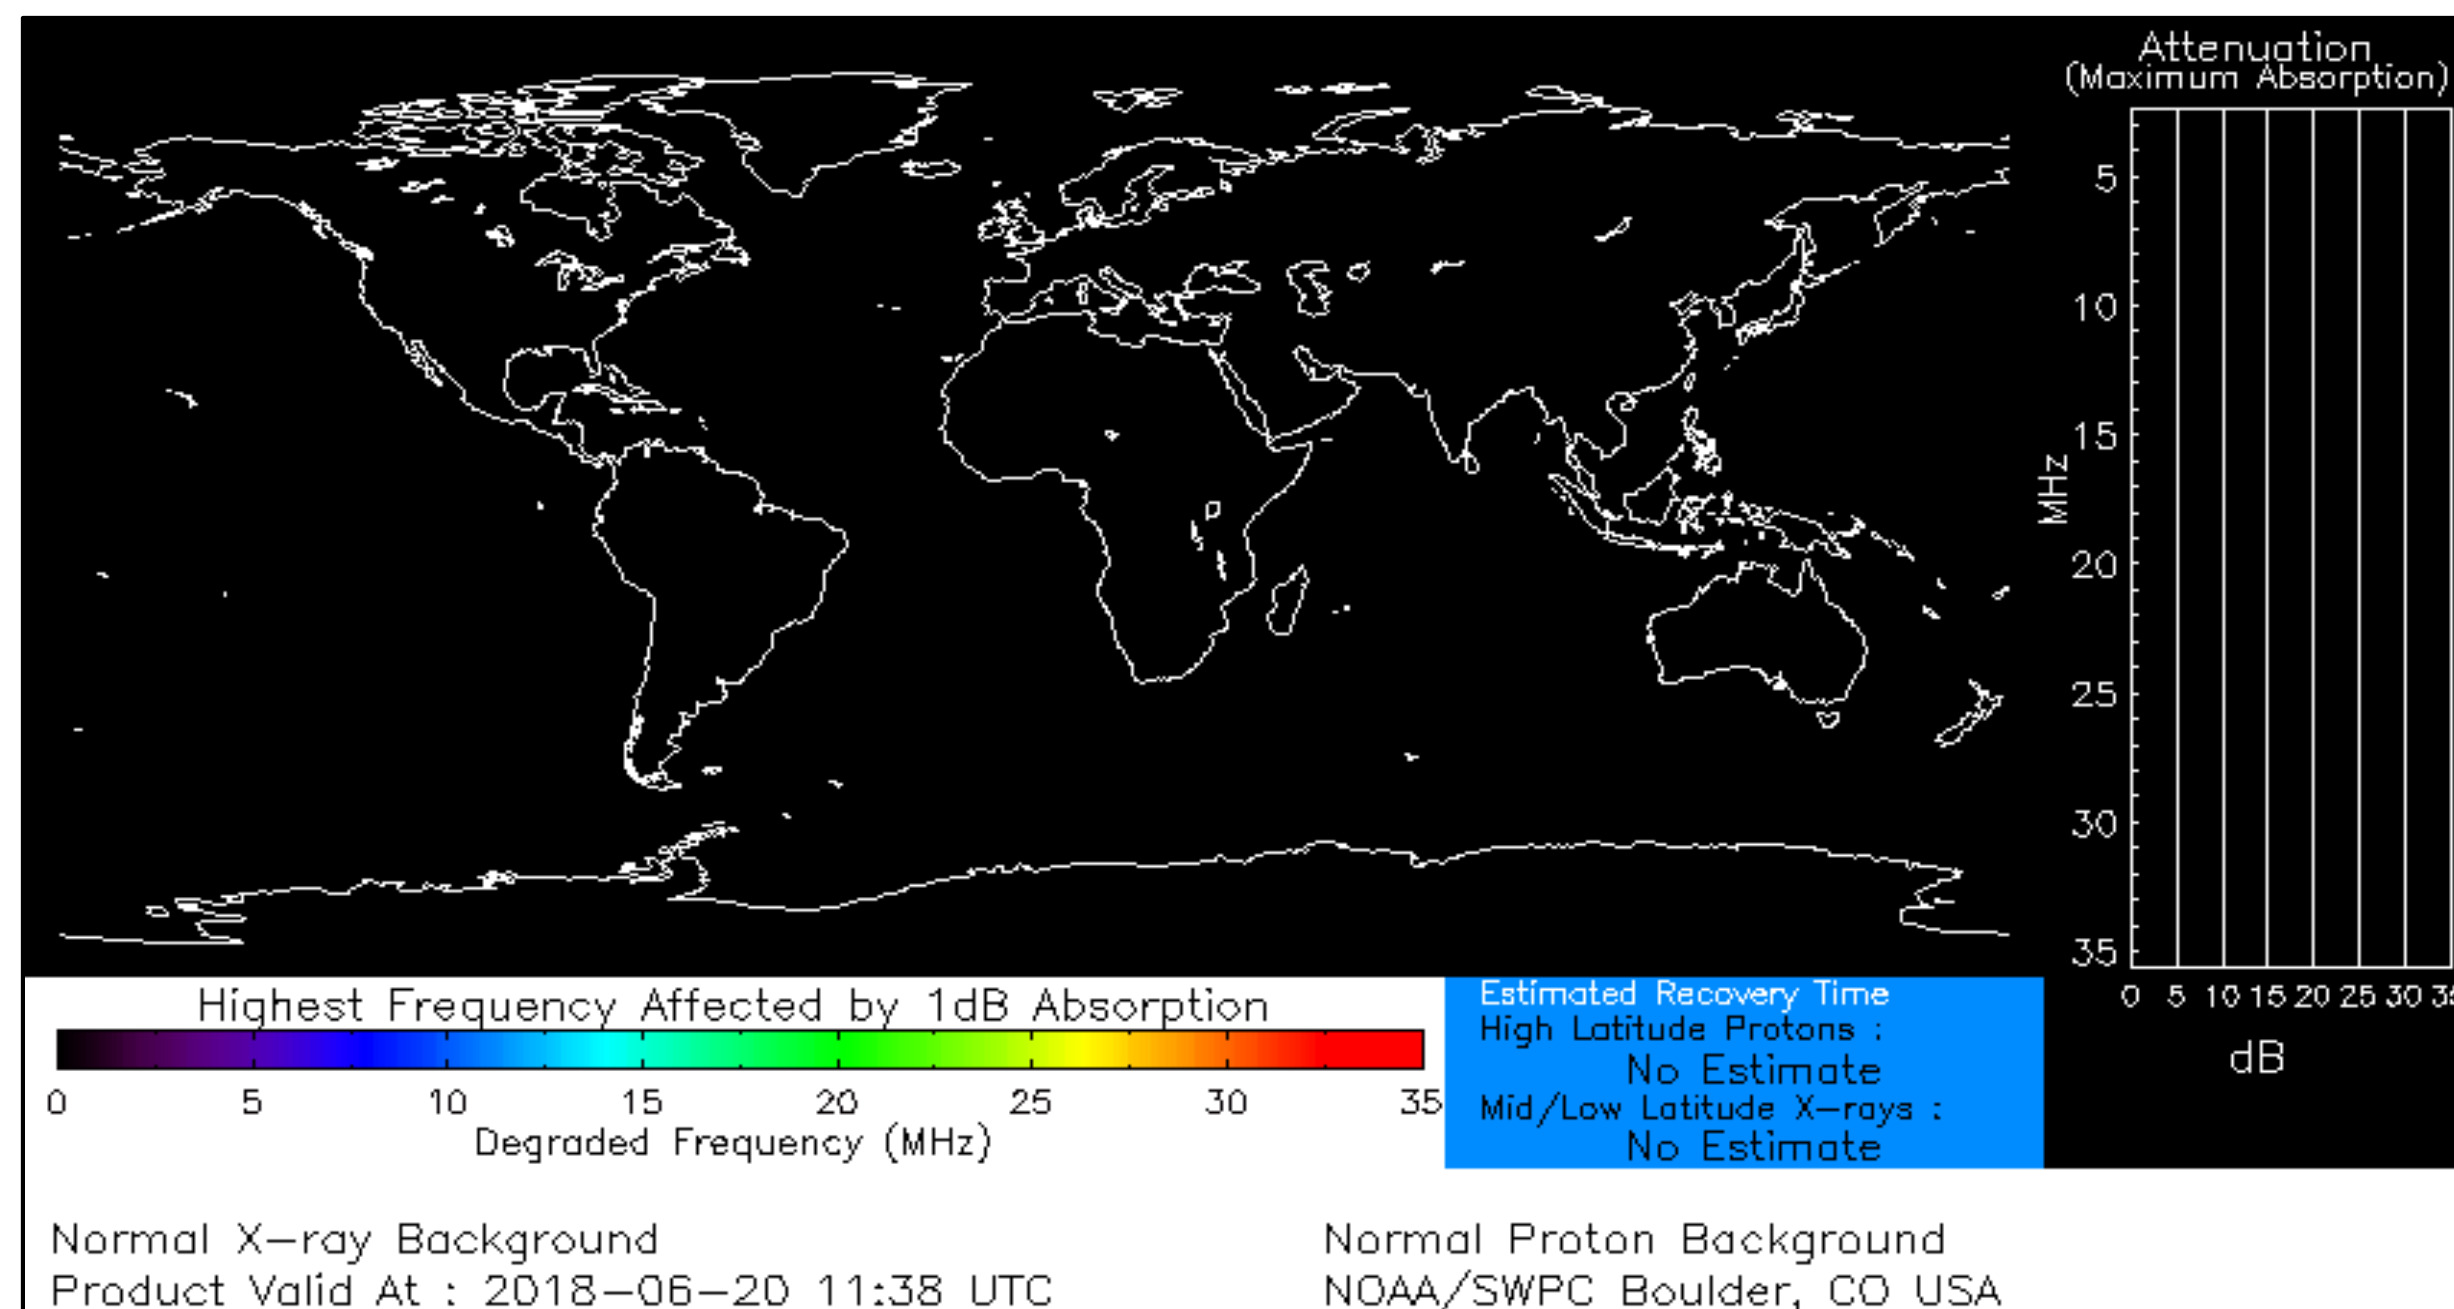 Attenuation
(Maximum Absorption)
5
10
15
20
25
30
35
MHz
0 5 10 15 20 25 30
dB
Highest Frequency Affected by 1dB Absorption
0 5 10 15 20 25 30 35
Degraded Frequency (MHz)
Estimated Recovery Time
High Latitude Protons :
No Estimate
Mid/Low Latitude X-rays :
No Estimate
Normal X-ray Background
Normal Proton Background
Product Valid At : 2018-06-20 11:38 UTC
NOAA/SWPC Boulder, CO USA